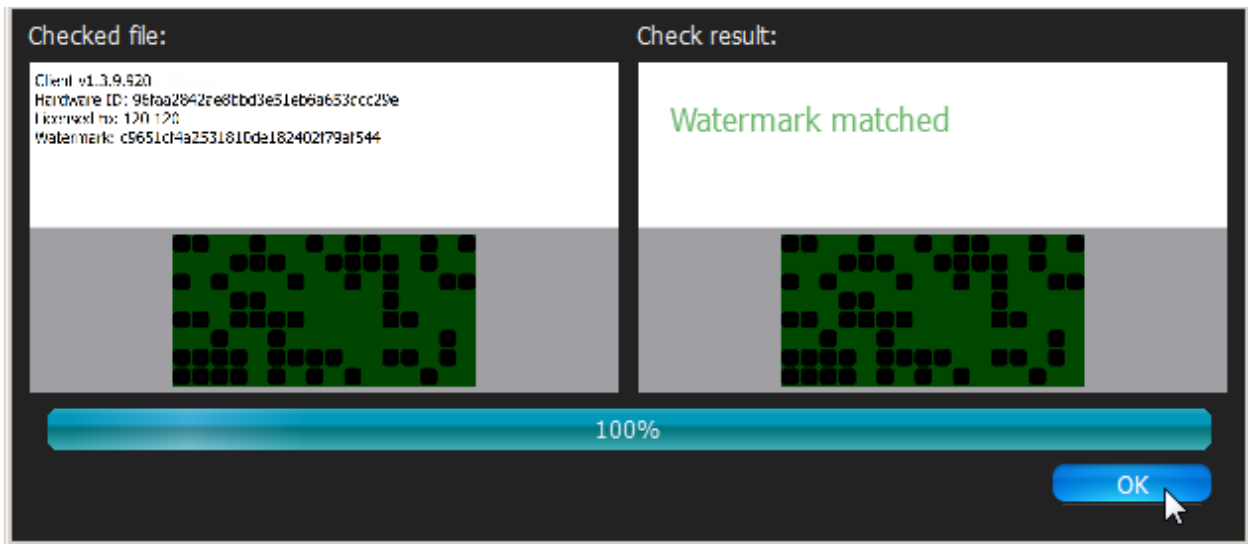 Checked file:
Client v1.3.9.920
Hardware ID:
Licensed to: 120 120
Watermark:
Check result:
Watermark matched
100%
OK